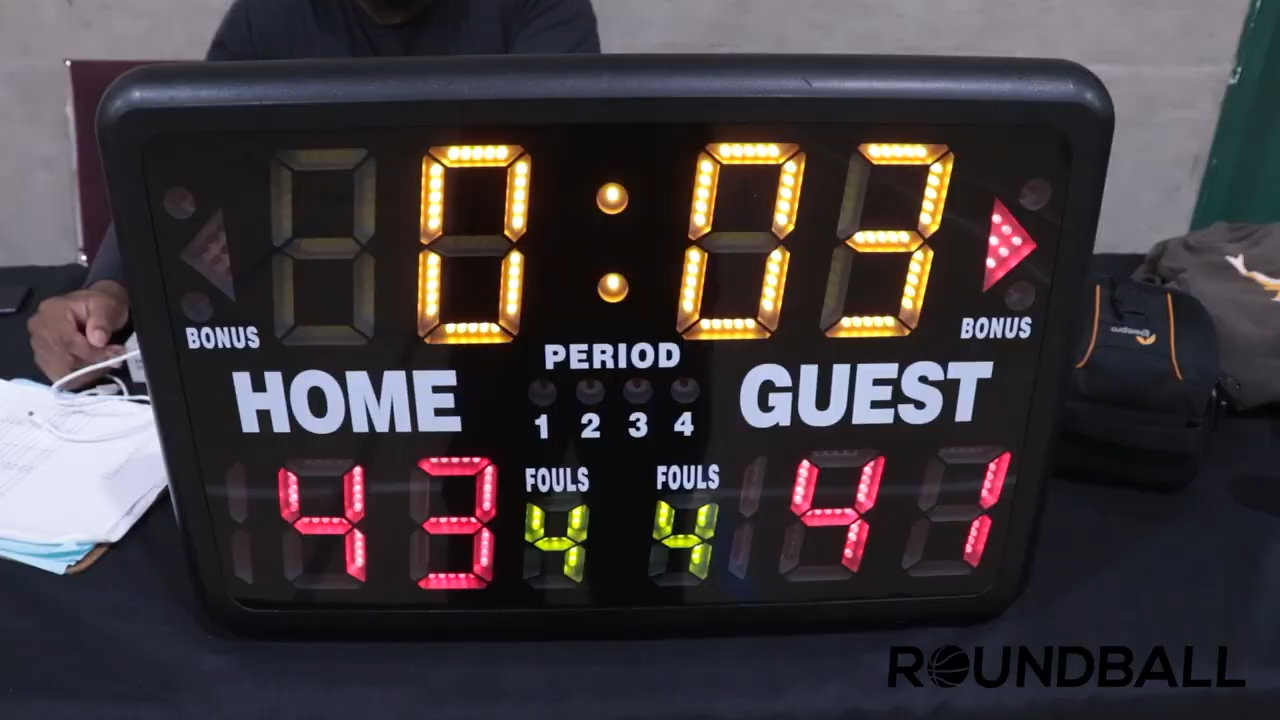 0:03
BONUS
BONUS
PERIOD
HOME
GUEST
1 2 3 4
FOULS
FOULS
43
4
4
41
ROUNDBALL